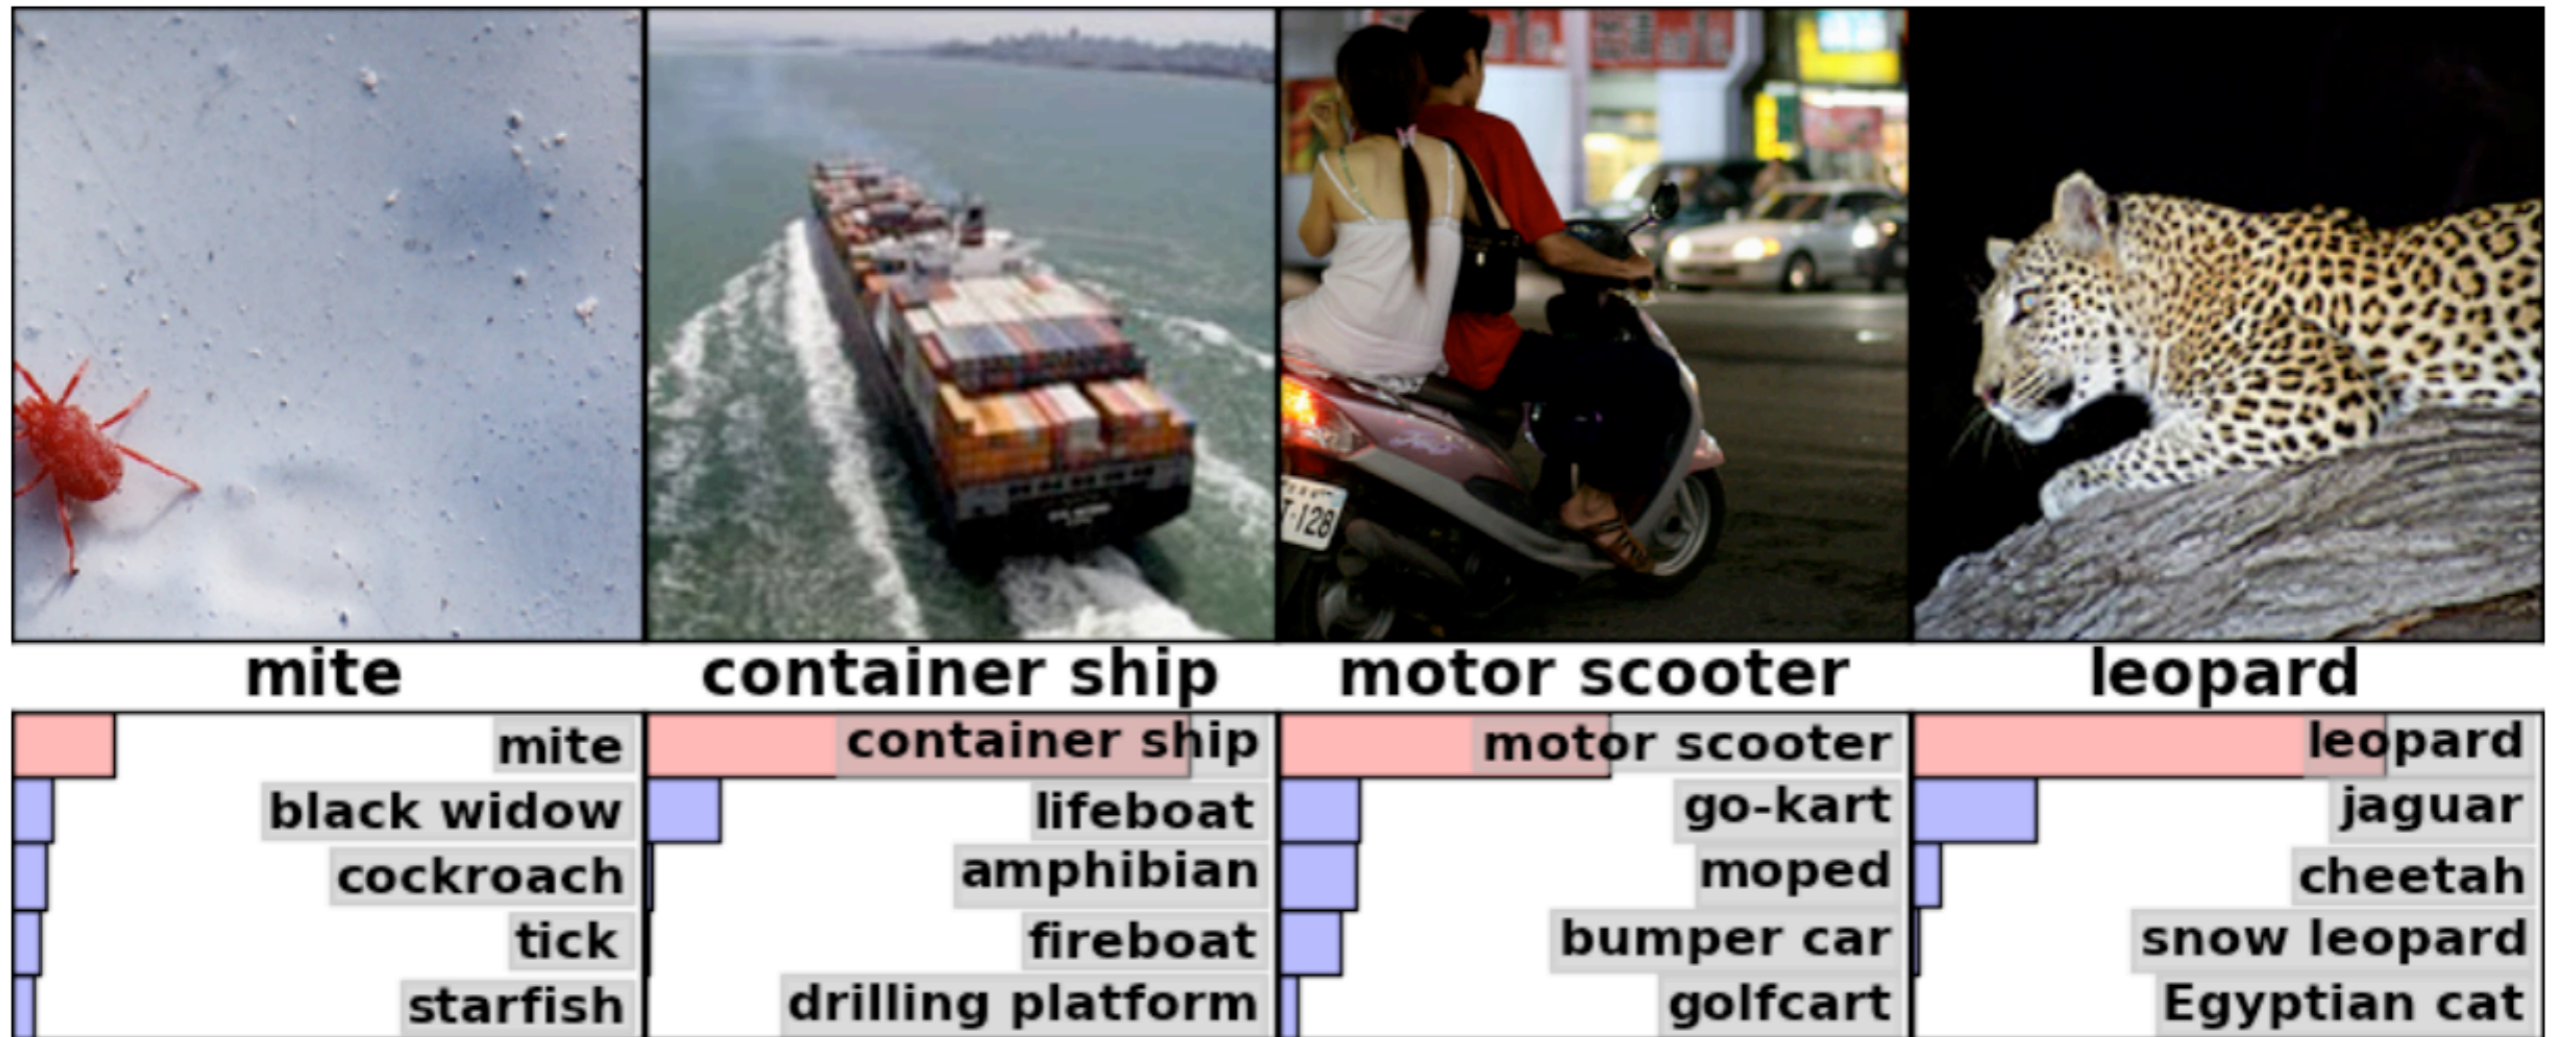 T-128
mite
container ship
motor scooter
leopard
mite
black widow
cockroach
tick
starfish
container ship
lifeboat
amphibian
fireboat
drilling platform
motor scooter
go-kart
moped
bumper car
golfcart
leopard
jaguar
cheetah
snow leopard
Egyptian cat